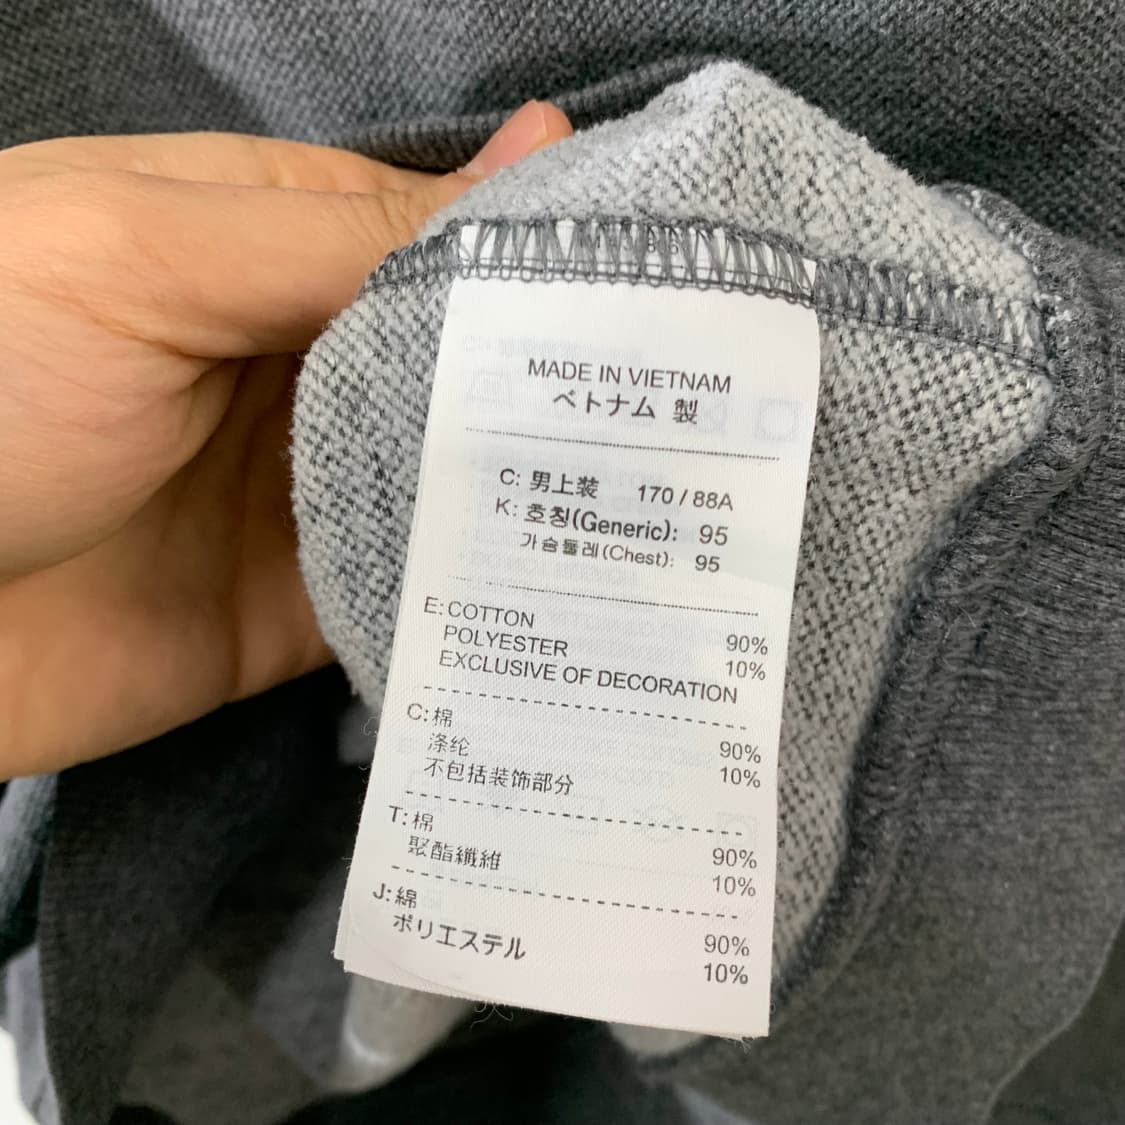 MADE IN VIETNAM
ベトナム 製
C: 男上装 170 / 88A
K: 호칭(Generic): 95
가슴둘레(Chest): 95
E: COTTON 90%
POLYESTER 10%
EXCLUSIVE OF DECORATION
C: 棉 90%
涤纶 10%
不包括装饰部分
T: 棉 90%
聚酯纖維 10%
J: 綿 90%
ポリエステル 10%